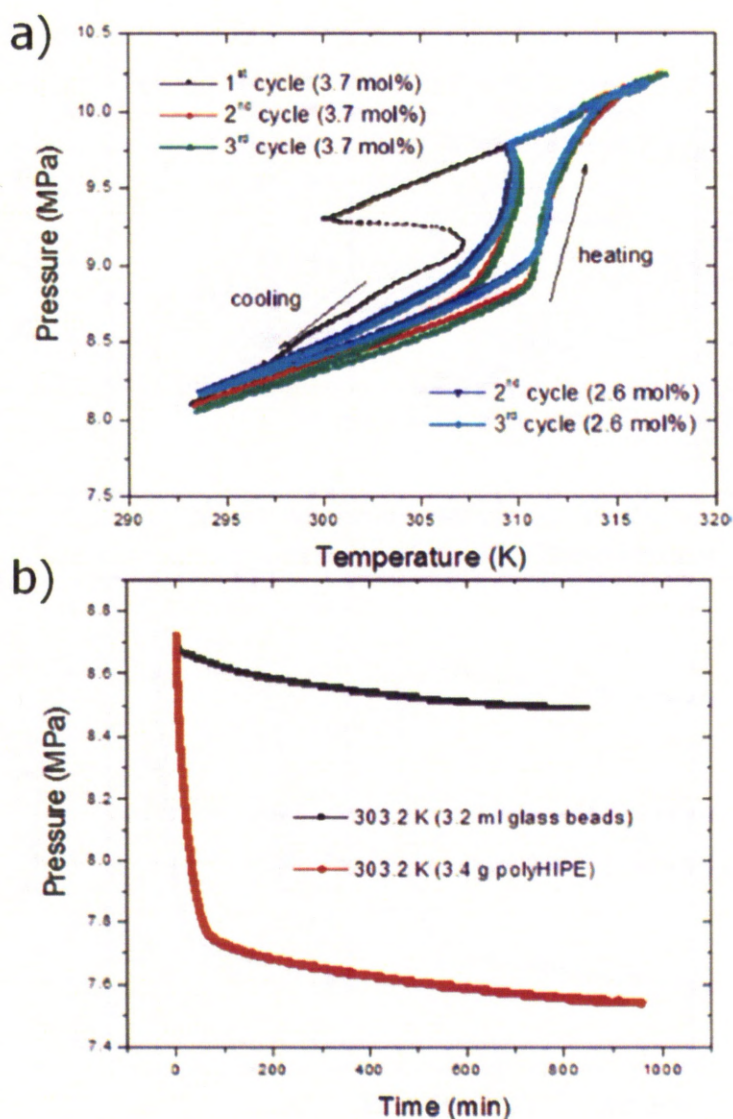 a)
10.5
10.0
9.5
9.0
8.5
8.0
7.5
Pressure (MPa)
1st cycle (3.7 mol%)
2nd cycle (3.7 mol%)
3rd cycle (3.7 mol%)
cooling
heating
2nd cycle (2.6 mol%)
3rd cycle (2.6 mol%)
290 295 300 305 310 315 320
Temperature (K)
b)
8.8
8.6
8.4
8.2
8.0
7.8
7.6
7.4
Pressure (MPa)
303.2 K (3.2 ml glass beads)
303.2 K (3.4 g polyHIPE)
0 200 400 600 800 1000
Time (min)